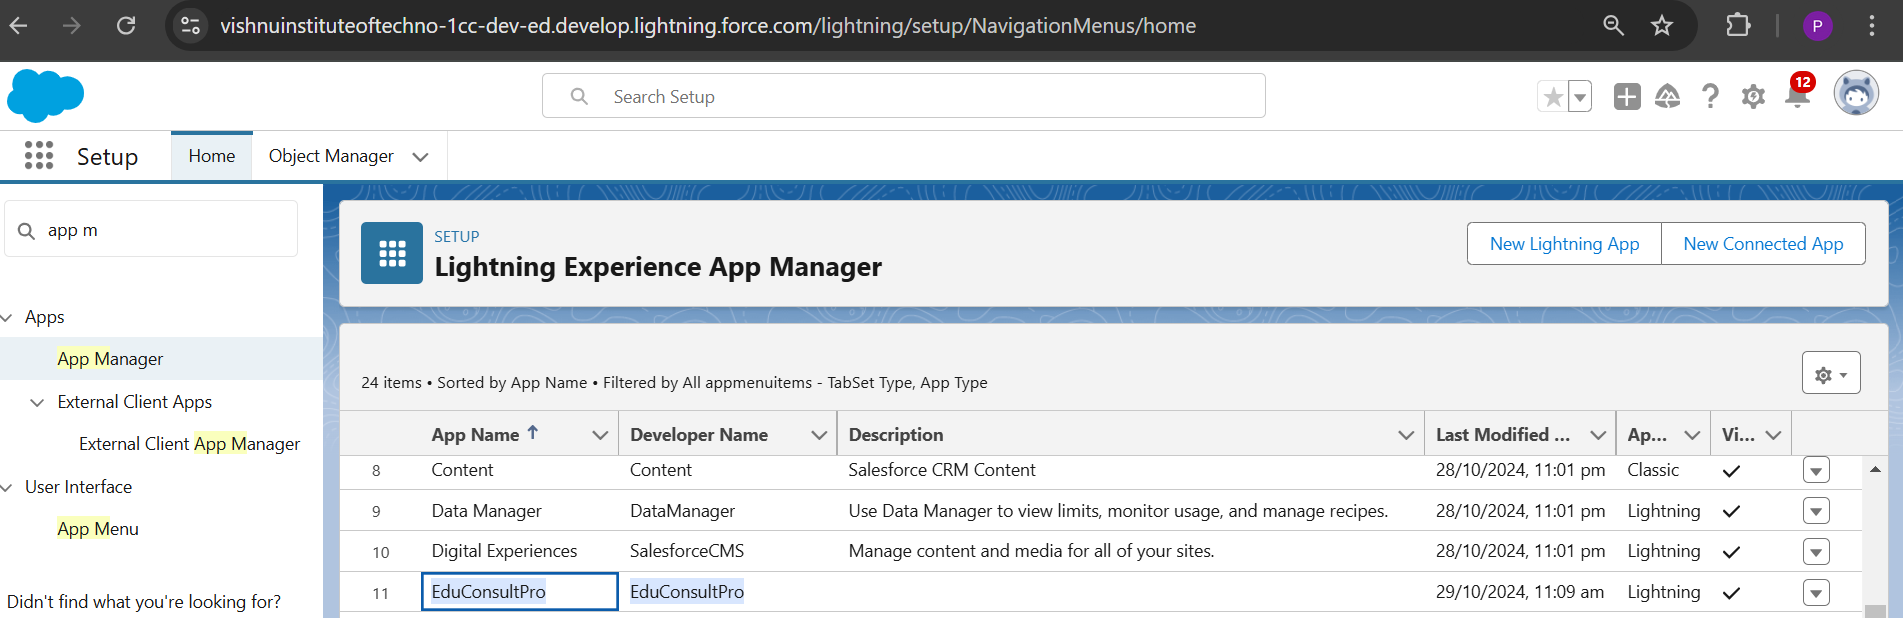 vishnuinstituteoftechno-1cc-dev-ed.develop.lightning.force.com/lightning/setup/NavigationMenus/home
P
Search Setup
12
Setup
Home
Object Manager
app m
Apps
App Manager
External Client Apps
External Client App Manager
User Interface
App Menu
Didn't find what you're looking for?
SETUP
Lightning Experience App Manager
New Lightning App
New Connected App
24 items • Sorted by App Name • Filtered by All appmenuitems - TabSet Type, App Type
App Name Developer Name Description Last Modified ... Ap... Vi...
8 Content Content Salesforce CRM Content 28/10/2024, 11:01 pm Classic
9 Data Manager DataManager Use Data Manager to view limits, monitor usage, and manage recipes. 28/10/2024, 11:01 pm Lightning
10 Digital Experiences SalesforceCMS Manage content and media for all of your sites. 28/10/2024, 11:01 pm Lightning
11 EduConsultPro EduConsultPro 29/10/2024, 11:09 am Lightning